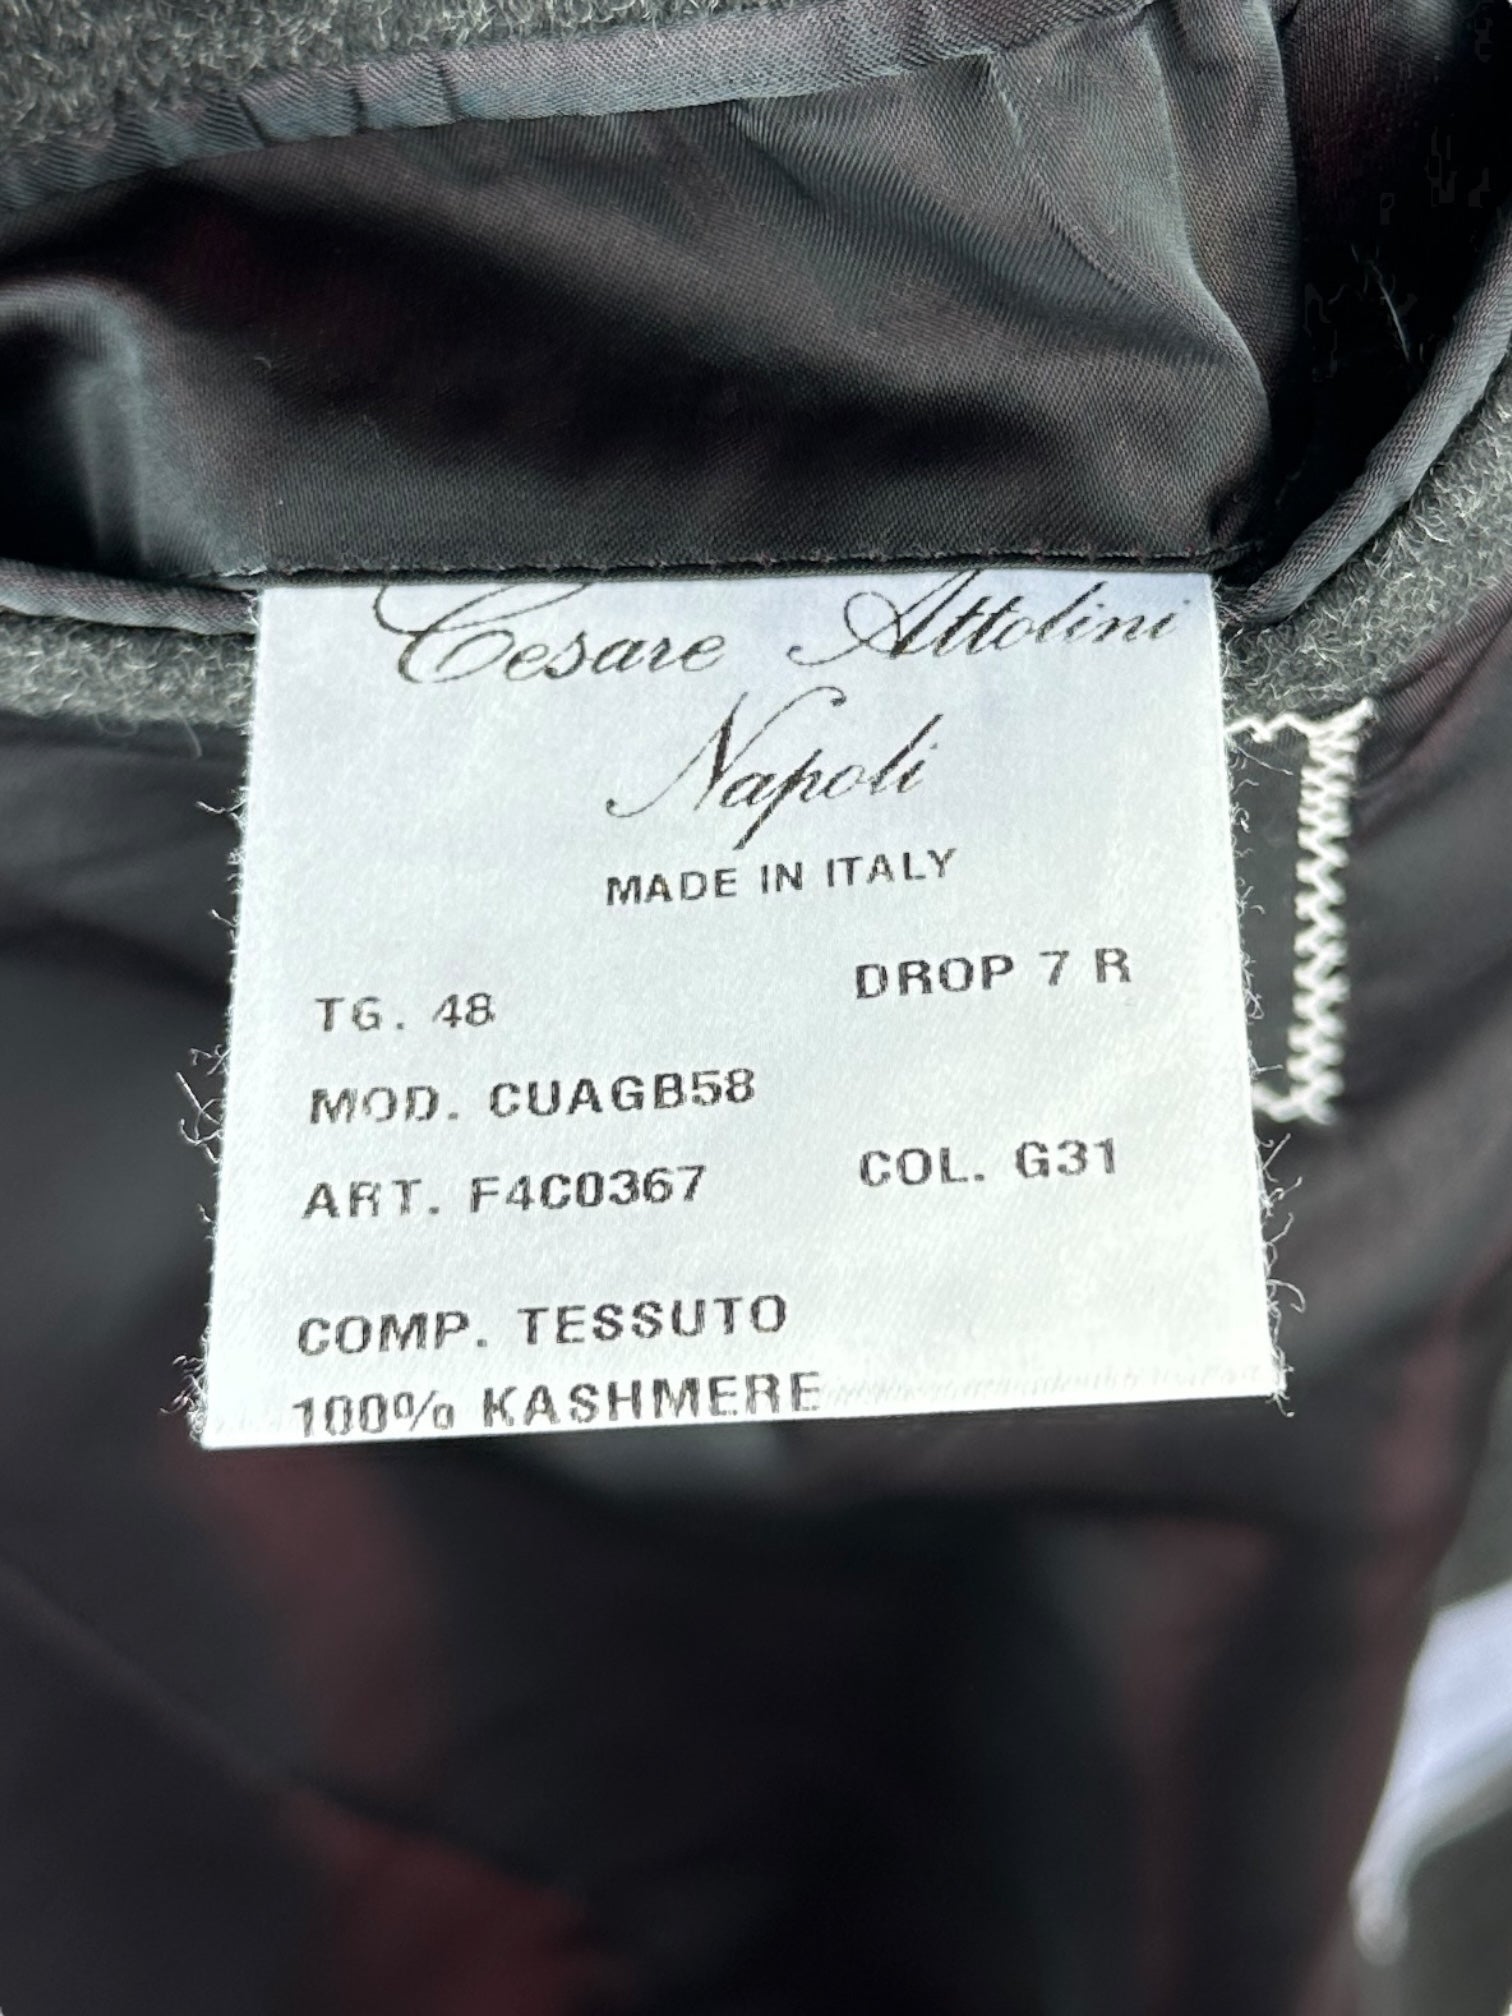 Cesare Attolini
Napoli
MADE IN ITALY
TG. 48 DROP 7 R
MOD. CUAGB58
ART. F4C0367 COL. G31
COMP. TESSUTO
100% KASHMERE